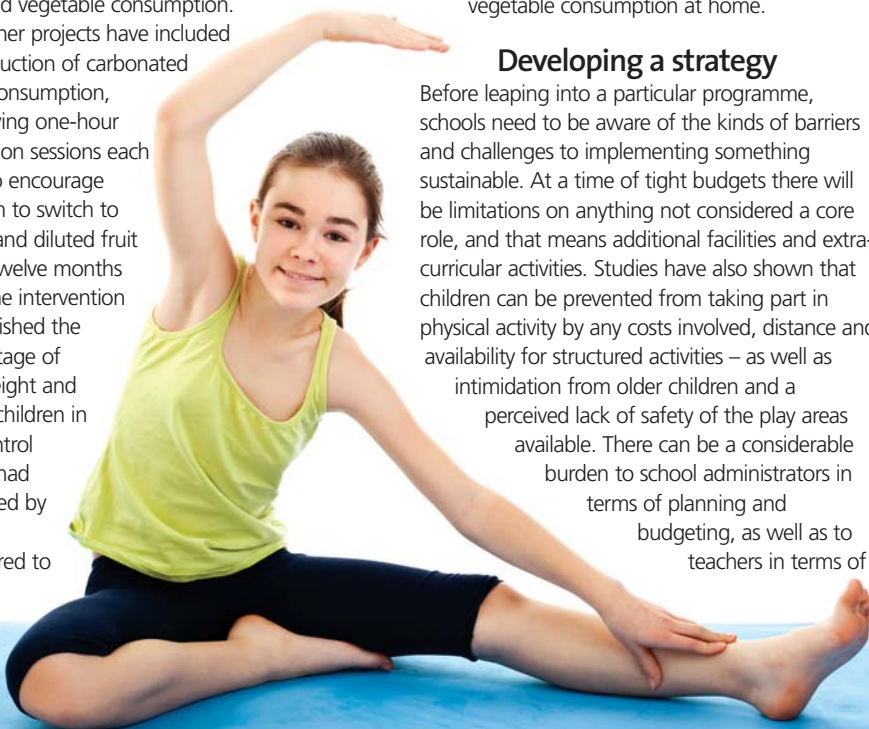 d vegetable consumption.
ner projects have included
uction of carbonated
onsumption,
ing one-hour
on sessions each
o encourage
n to switch to
and diluted fruit
welve months
ne intervention
ished the
tage of
eight and
children in
ntrol
had
ed by
red to
vegetable consumption at home.
Developing a strategy
Before leaping into a particular programme,
schools need to be aware of the kinds of barriers
and challenges to implementing something
sustainable. At a time of tight budgets there will
be limitations on anything not considered a core
role, and that means additional facilities and extra-
curricular activities. Studies have also shown that
children can be prevented from taking part in
physical activity by any costs involved, distance and
availability for structured activities – as well as
intimidation from older children and a
perceived lack of safety of the play areas
available. There can be a considerable
burden to school administrators in
terms of planning and
budgeting, as well as to
teachers in terms of